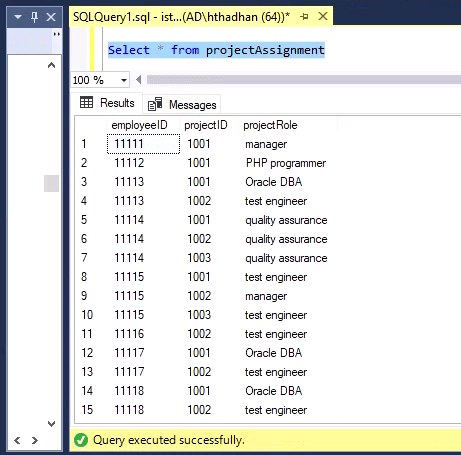 SQLQuery1.sql - ist...(AD\hthadhan (64))*
Select * from projectAssignment
100 %
Results Messages
employeeID projectID projectRole
1 11111 1001 manager
2 11112 1001 PHP programmer
3 11113 1001 Oracle DBA
4 11113 1002 test engineer
5 11114 1001 quality assurance
6 11114 1002 quality assurance
7 11114 1003 quality assurance
8 11115 1001 test engineer
9 11115 1002 manager
10 11115 1003 test engineer
11 11116 1002 test engineer
12 11117 1001 Oracle DBA
13 11117 1002 test engineer
14 11118 1001 Oracle DBA
15 11118 1002 test engineer
Query executed successfully.